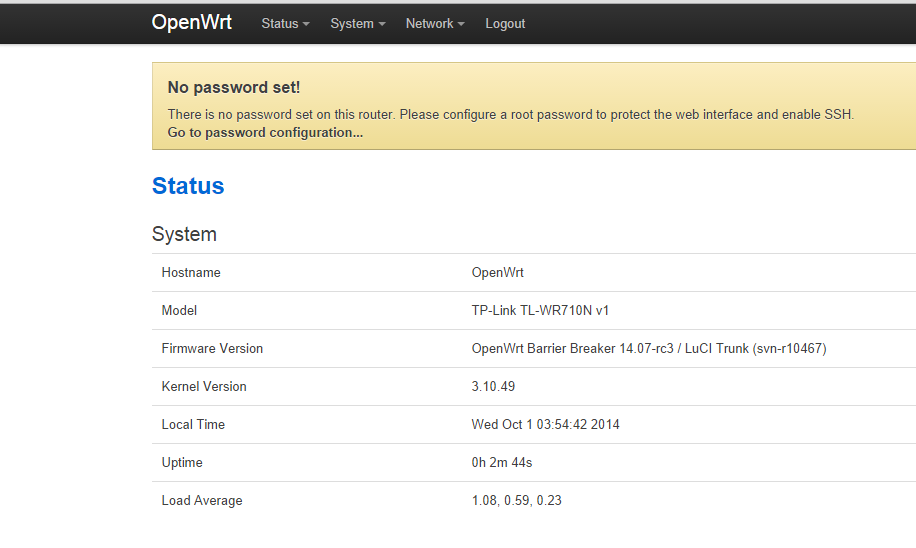 OpenWrt Status System Network Logout
No password set!
There is no password set on this router. Please configure a root password to protect the web interface and enable SSH.
Go to password configuration...
Status
System
Hostname OpenWrt
Model TP-Link TL-WR710N v1
Firmware Version OpenWrt Barrier Breaker 14.07-rc3 / LuCI Trunk (svn-r10467)
Kernel Version 3.10.49
Local Time Wed Oct 1 03:54:42 2014
Uptime 0h 2m 44s
Load Average 1.08, 0.59, 0.23